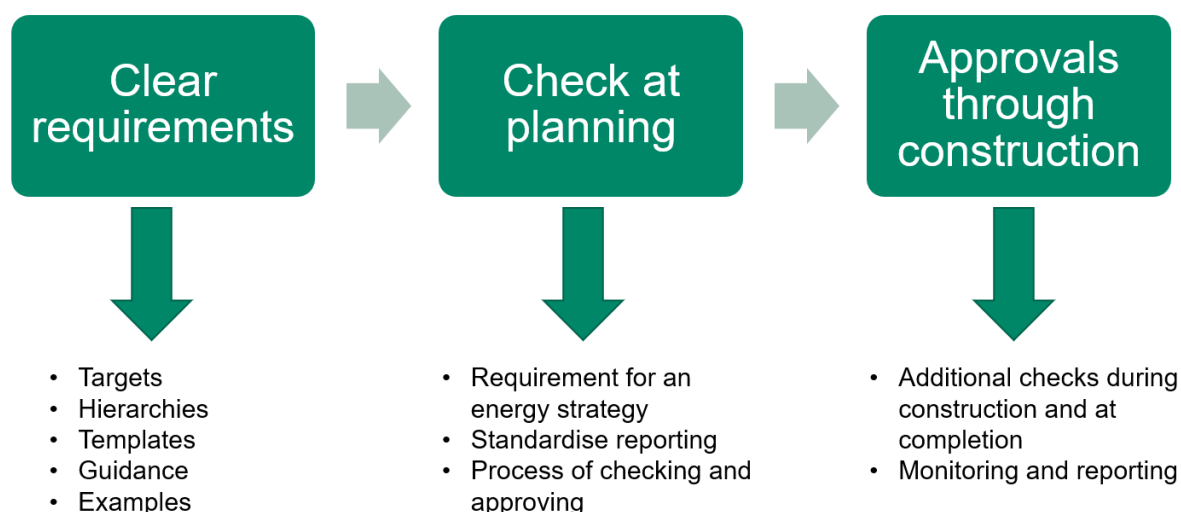 Clear
requirements
Check at
planning
Approvals
through
construction
• Targets
• Hierarchies
• Templates
• Guidance
• Examples
• Requirement for an
energy strategy
• Standardise reporting
• Process of checking and
approving
• Additional checks during
construction and at
completion
• Monitoring and reporting